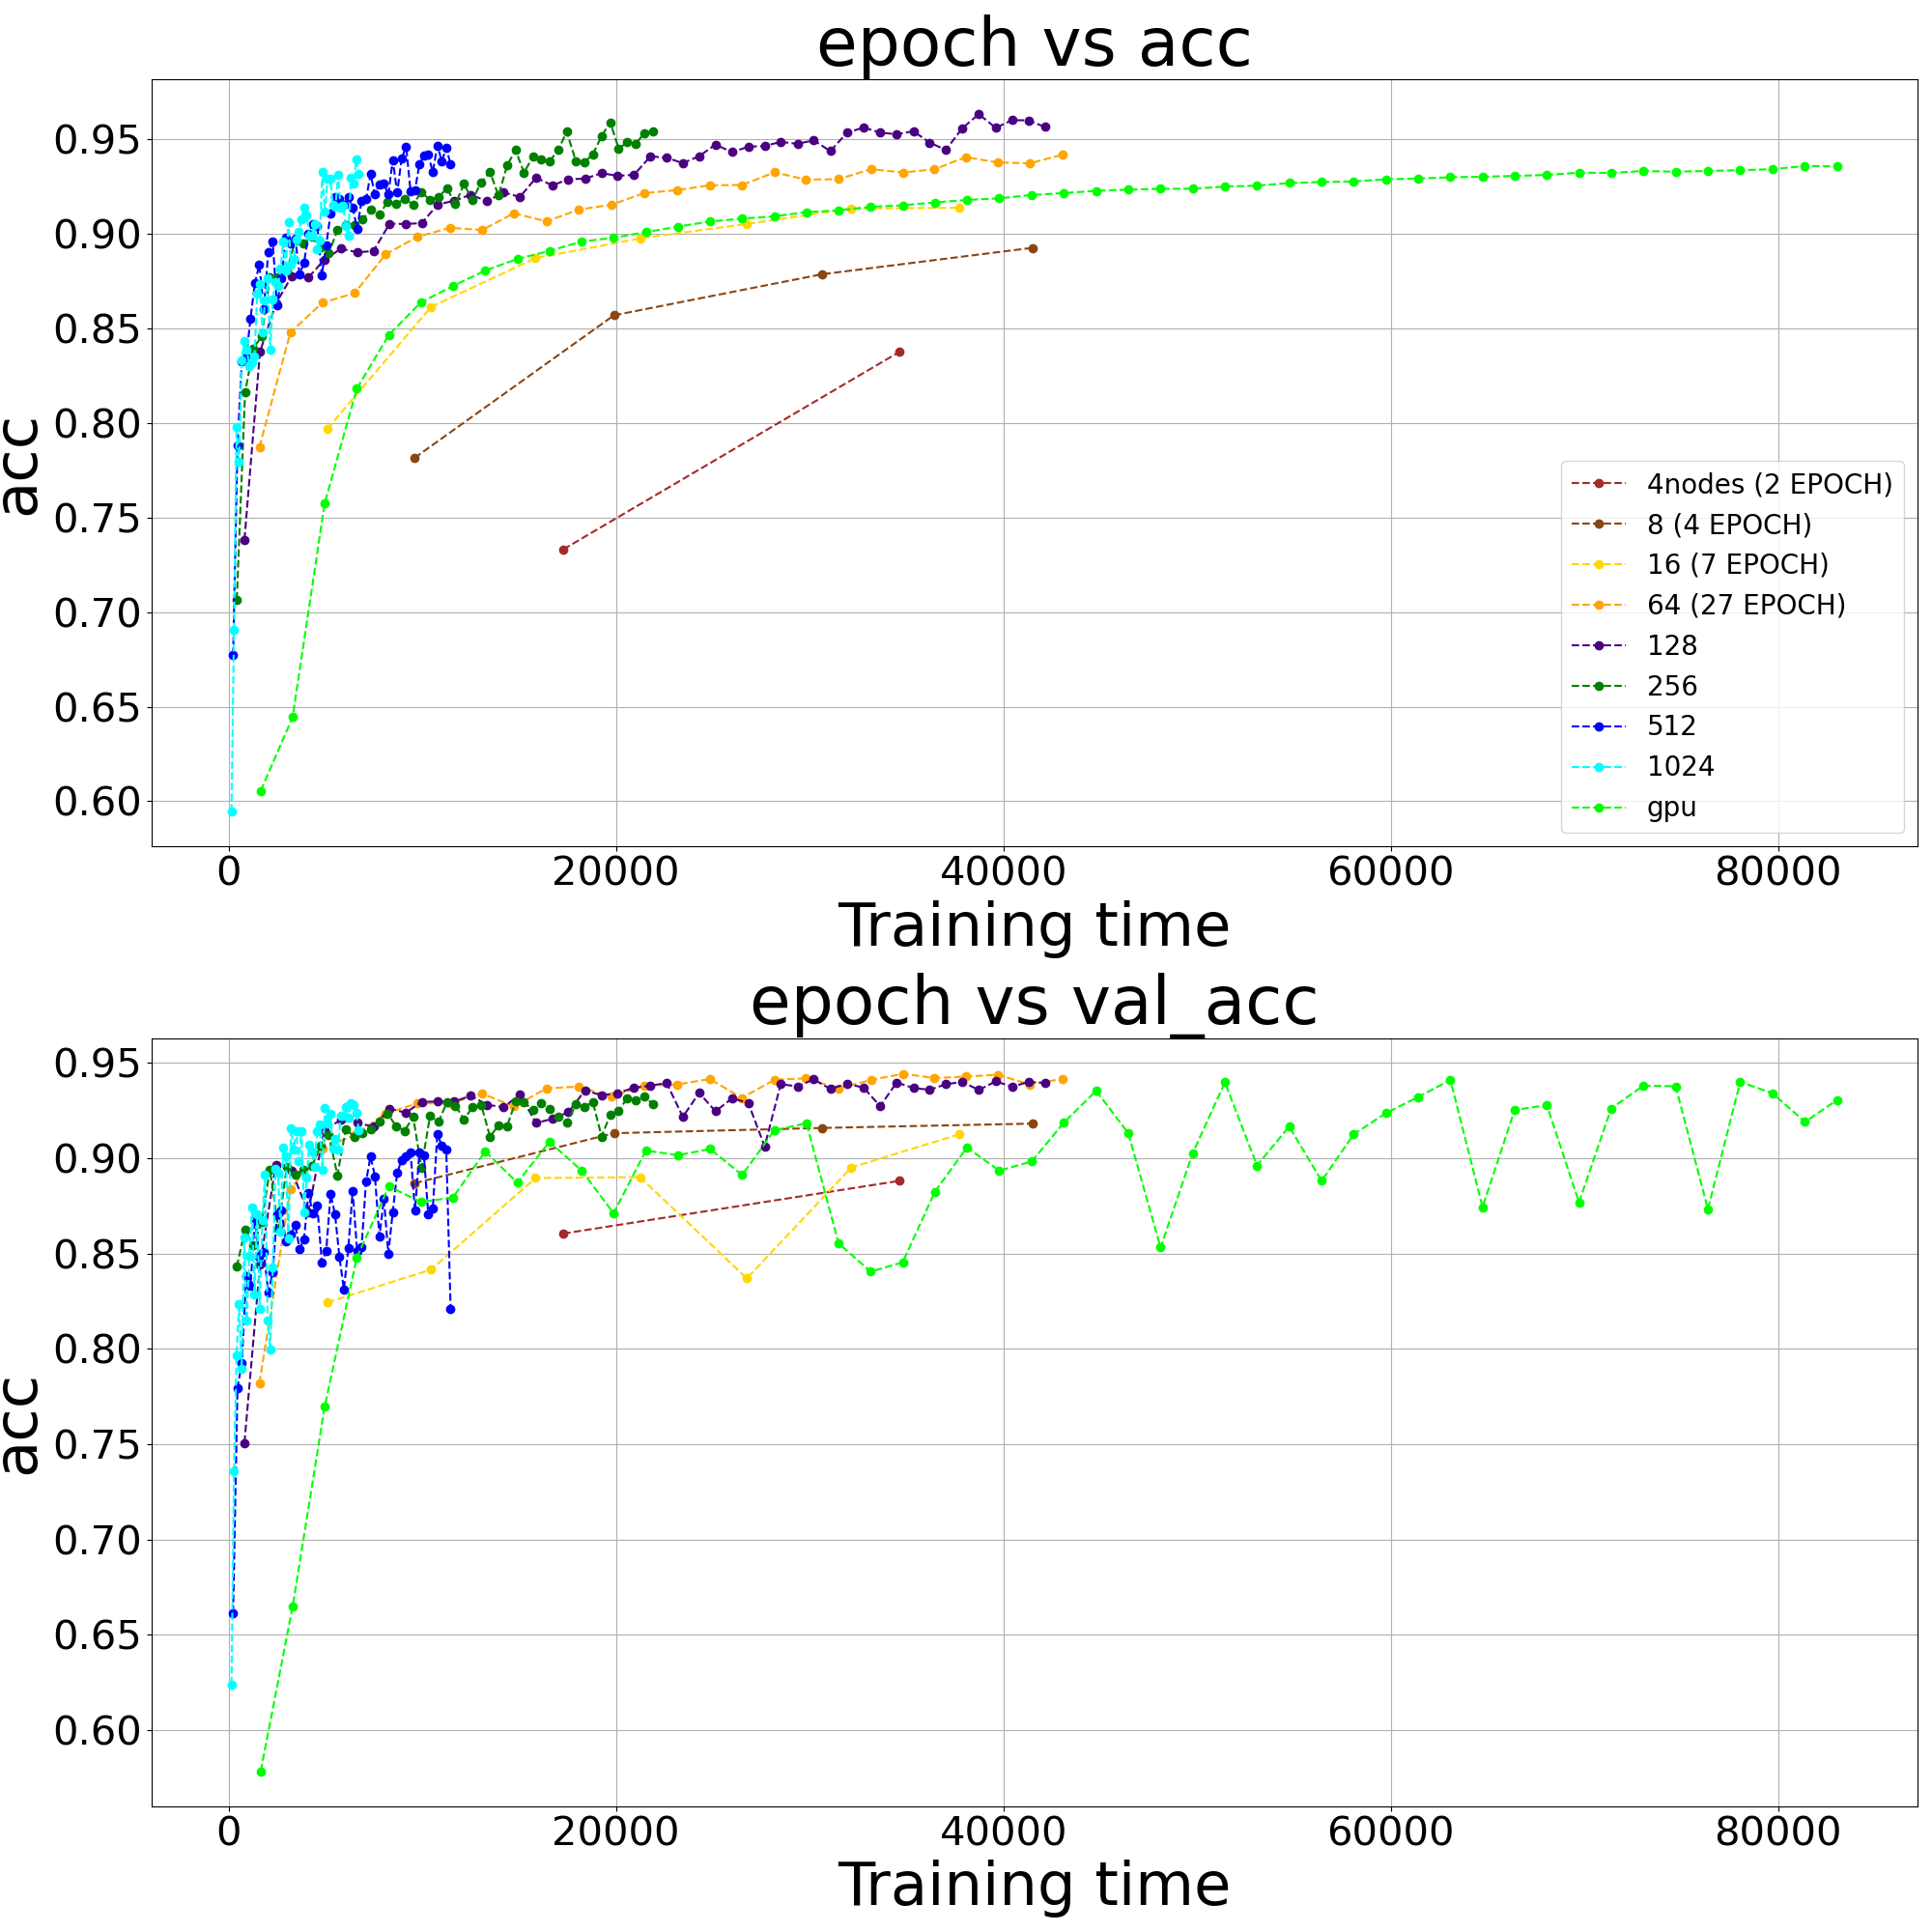 epoch vs acc
acc
0.95
0.90
0.85
0.80
0.75
0.70
0.65
0.60
4nodes (2 EPOCH)
8 (4 EPOCH)
16 (7 EPOCH)
64 (27 EPOCH)
128
256
512
1024
gpu
0 20000 40000 60000 80000
Training time
epoch vs val_acc
acc
0.95
0.90
0.85
0.80
0.75
0.70
0.65
0.60
0 20000 40000 60000 80000
Training time